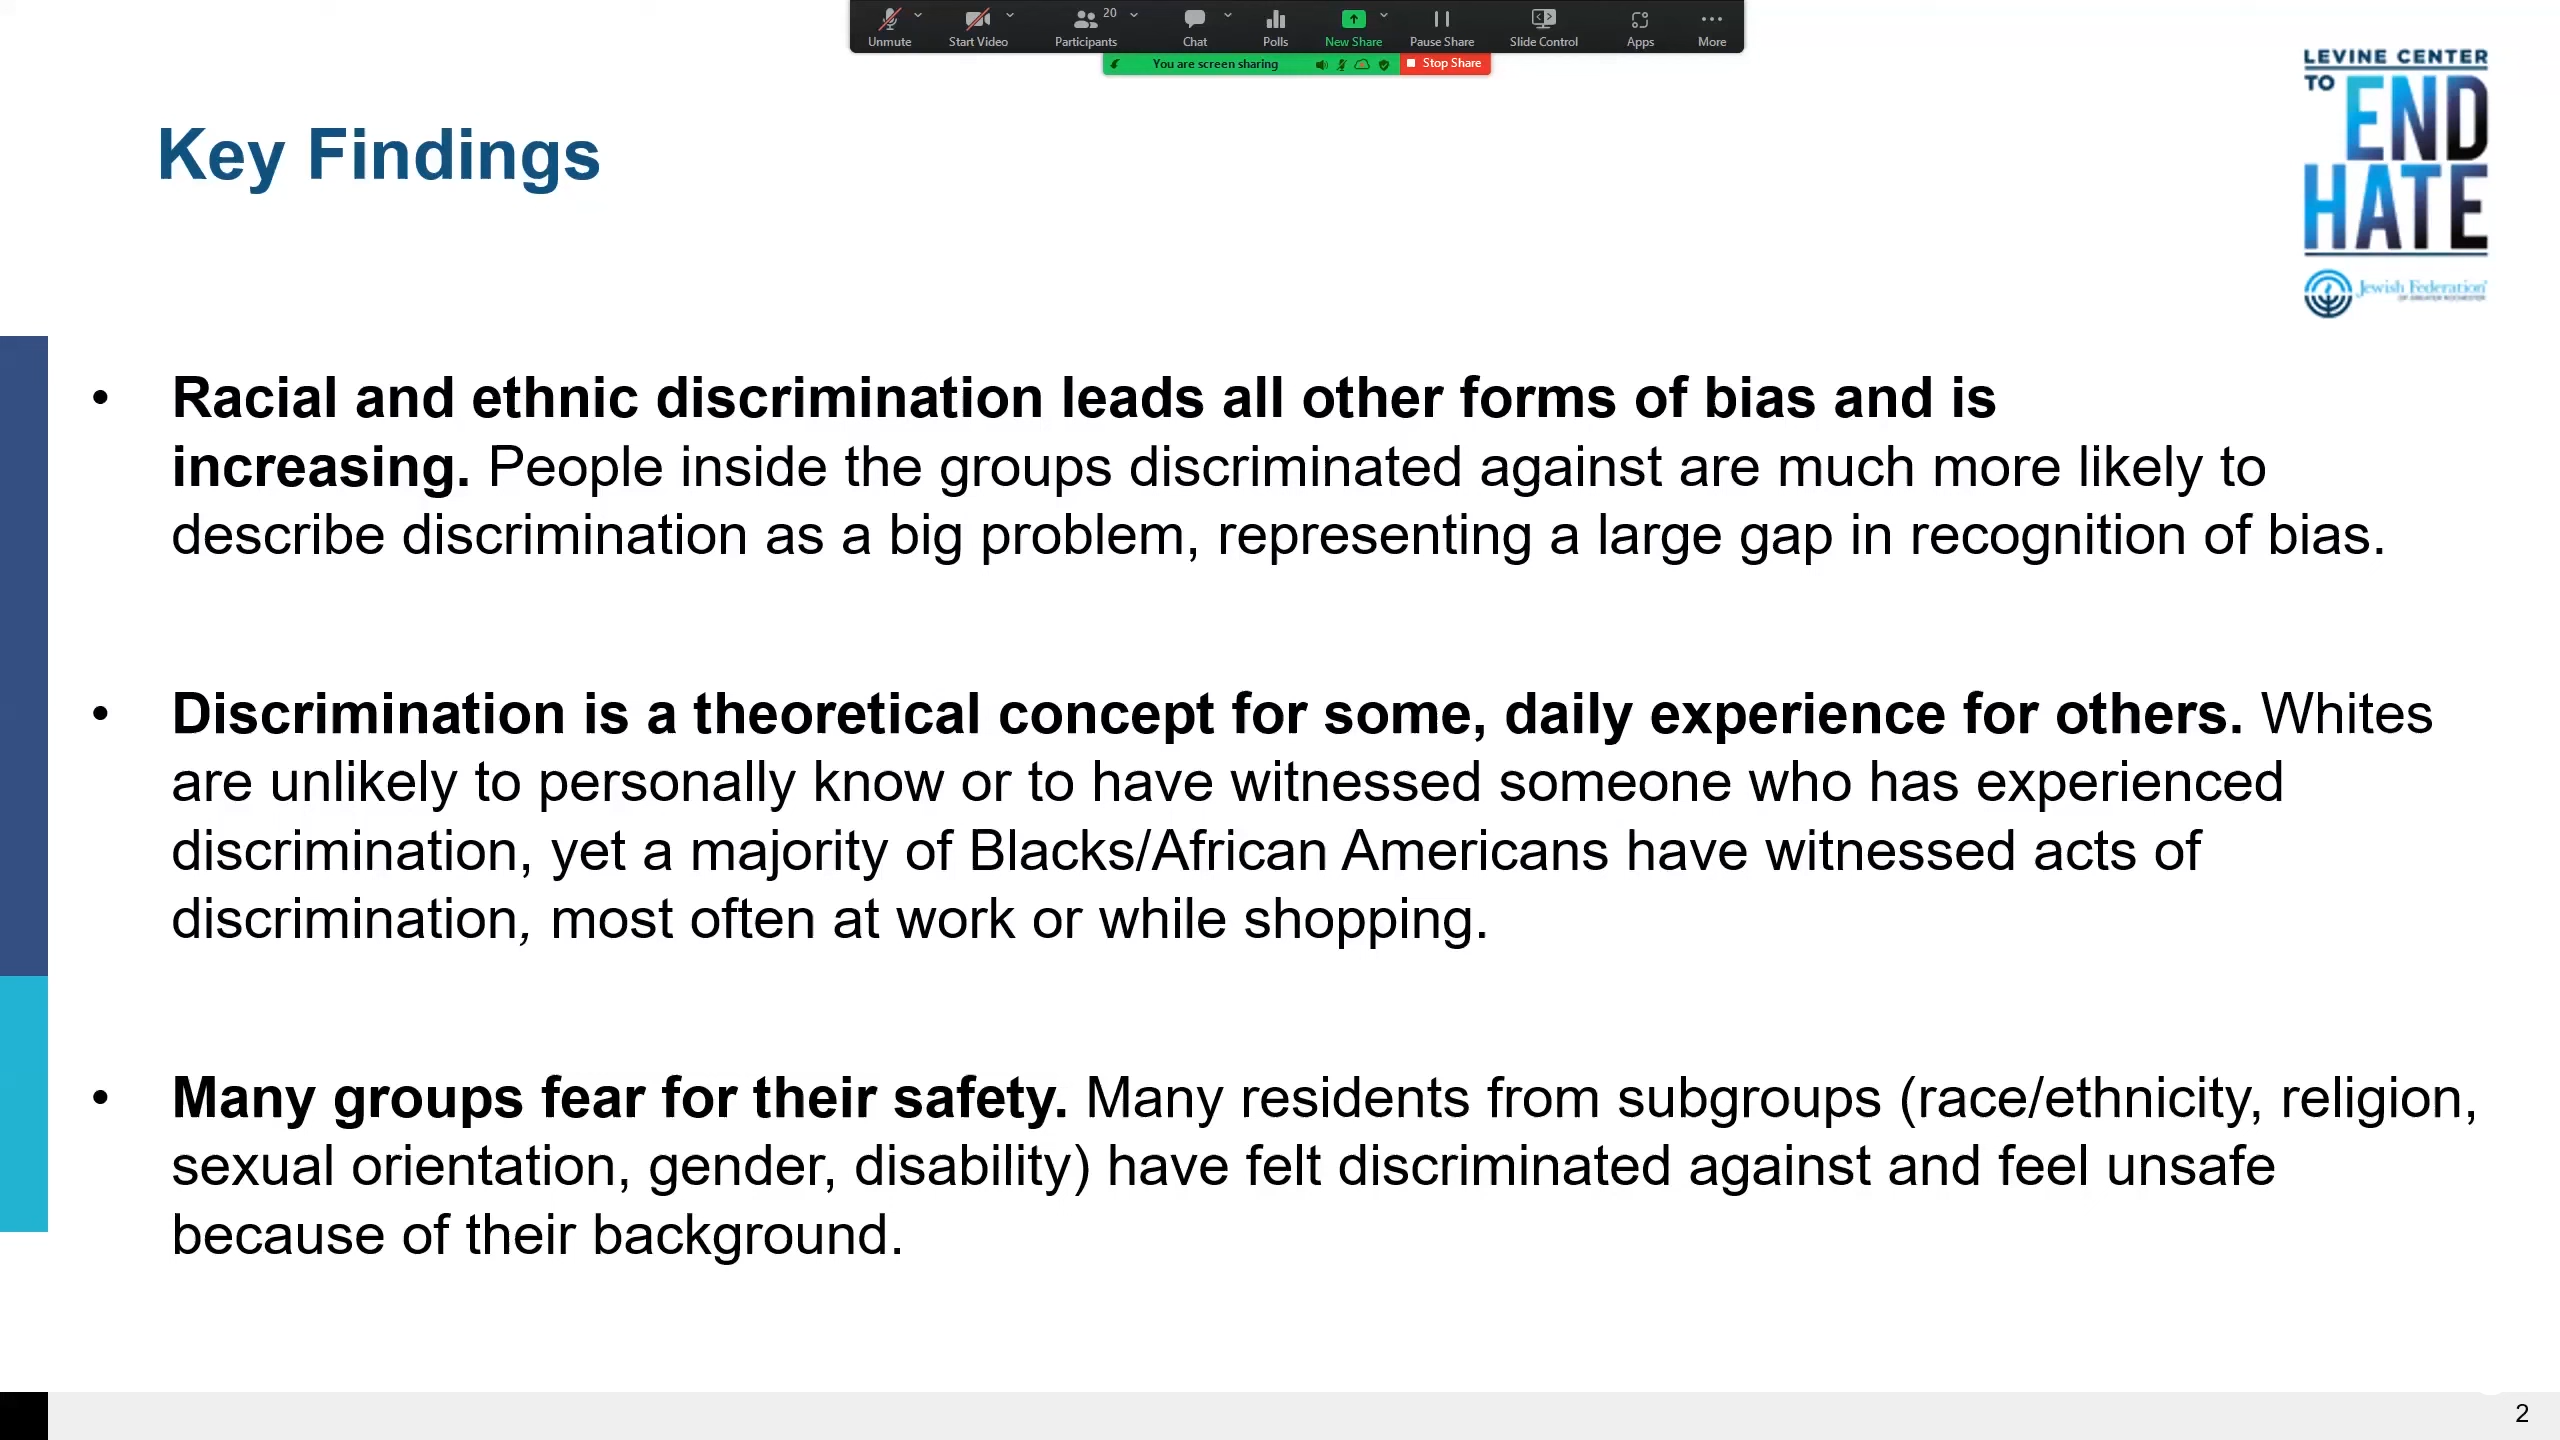 Unmute
Start Video
20
Participants
Chat
Polls
New Share
Pause Share
Slide Control
Apps
More
You are screen sharing
Stop Share
LEVINE CENTER
TO END
HATE
Jewish Federation
OF GREATER ROCHESTER
Key Findings
• Racial and ethnic discrimination leads all other forms of bias and is
increasing. People inside the groups discriminated against are much more likely to
describe discrimination as a big problem, representing a large gap in recognition of bias.
• Discrimination is a theoretical concept for some, daily experience for others. Whites
are unlikely to personally know or to have witnessed someone who has experienced
discrimination, yet a majority of Blacks/African Americans have witnessed acts of
discrimination, most often at work or while shopping.
• Many groups fear for their safety. Many residents from subgroups (race/ethnicity, religion,
sexual orientation, gender, disability) have felt discriminated against and feel unsafe
because of their background.
2